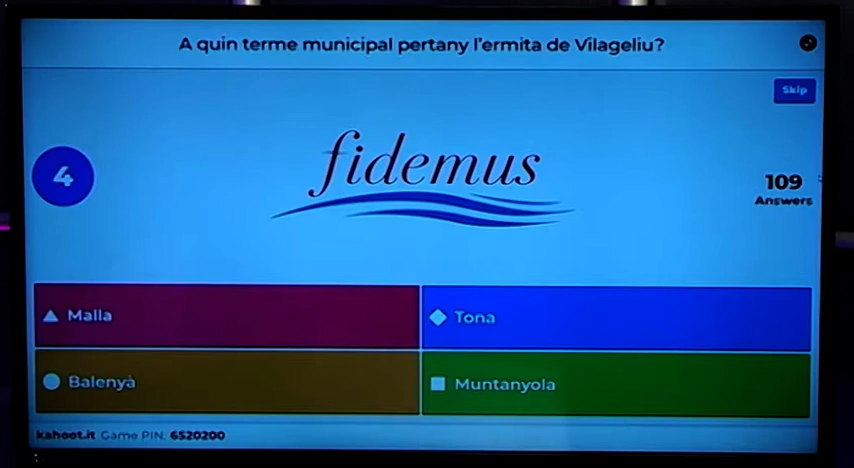 A quin terme municipal pertany l'ermita de Vilageliu?
Skip
4
fidemus
109
Answers
Malla
Tona
Balenyà
Muntanyola
kahoot.it Game PIN: 6520200